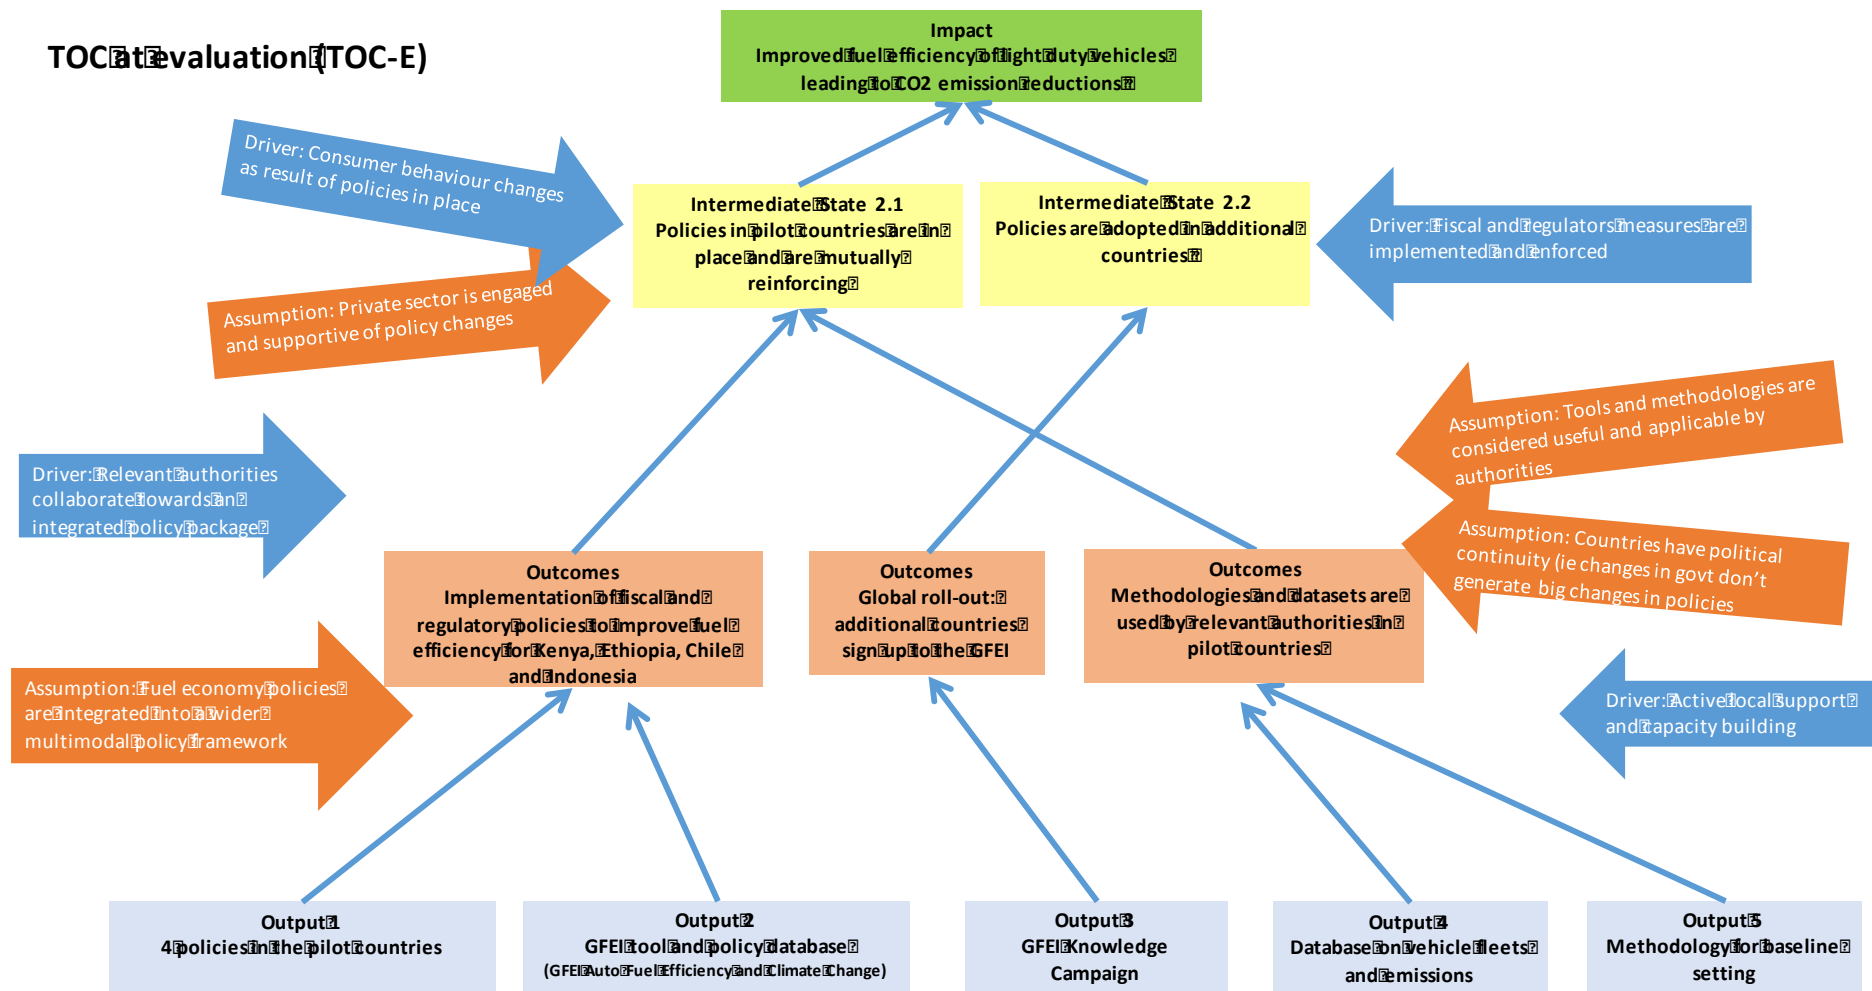 TOC at evaluation (TOC-E)
Impact
Improved fuel efficiency of light duty vehicles
leading to CO2 emission reductions
Driver: Consumer behaviour changes
as result of policies in place
Assumption: Private sector is engaged
and supportive of policy changes
Intermediate State 2.1
Policies in pilot countries are in
place and are mutually
reinforcing
Intermediate State 2.2
Policies are adopted in additional
countries
Driver: Fiscal and regulators measures are
implemented and enforced
Driver: Relevant authorities
collaborate towards an
integrated policy package
Assumption: Tools and methodologies are
considered useful and applicable by
authorities
Assumption: Countries have political
continuity (ie changes in govt don't
generate big changes in policies
Outcomes
Implementation of fiscal and
regulatory policies to improve fuel
efficiency for Kenya, Ethiopia, Chile
and Indonesia
Outcomes
Global roll-out:
additional countries
sign up to the GFEI
Outcomes
Methodologies and datasets are
used by relevant authorities in
pilot countries
Assumption: Fuel economy policies
are integrated into a wider
multimodal policy framework
Driver: Active local support
and capacity building
Output 1
4 policies in the pilot countries
Output 2
GFEI tool and policy database
(GFEI Auto Fuel Efficiency and Climate Change)
Output 3
GFEI Knowledge
Campaign
Output 4
Database on vehicle fleets
and emissions
Output 5
Methodology for baseline
setting